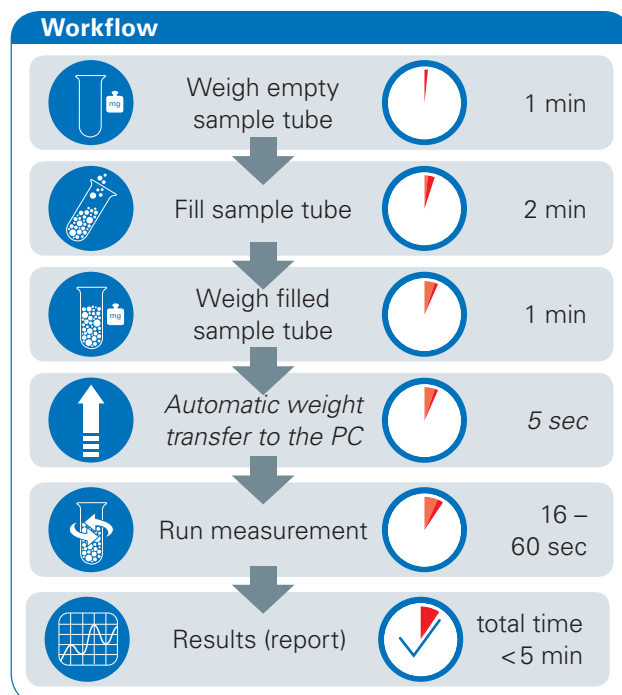 Workflow
mg
Weigh empty
sample tube
1 min
Fill sample tube
2 min
mg
Weigh filled
sample tube
1 min
Automatic weight
transfer to the PC
5 sec
Run measurement
16 –
60 sec
Results (report)
total time
<5 min